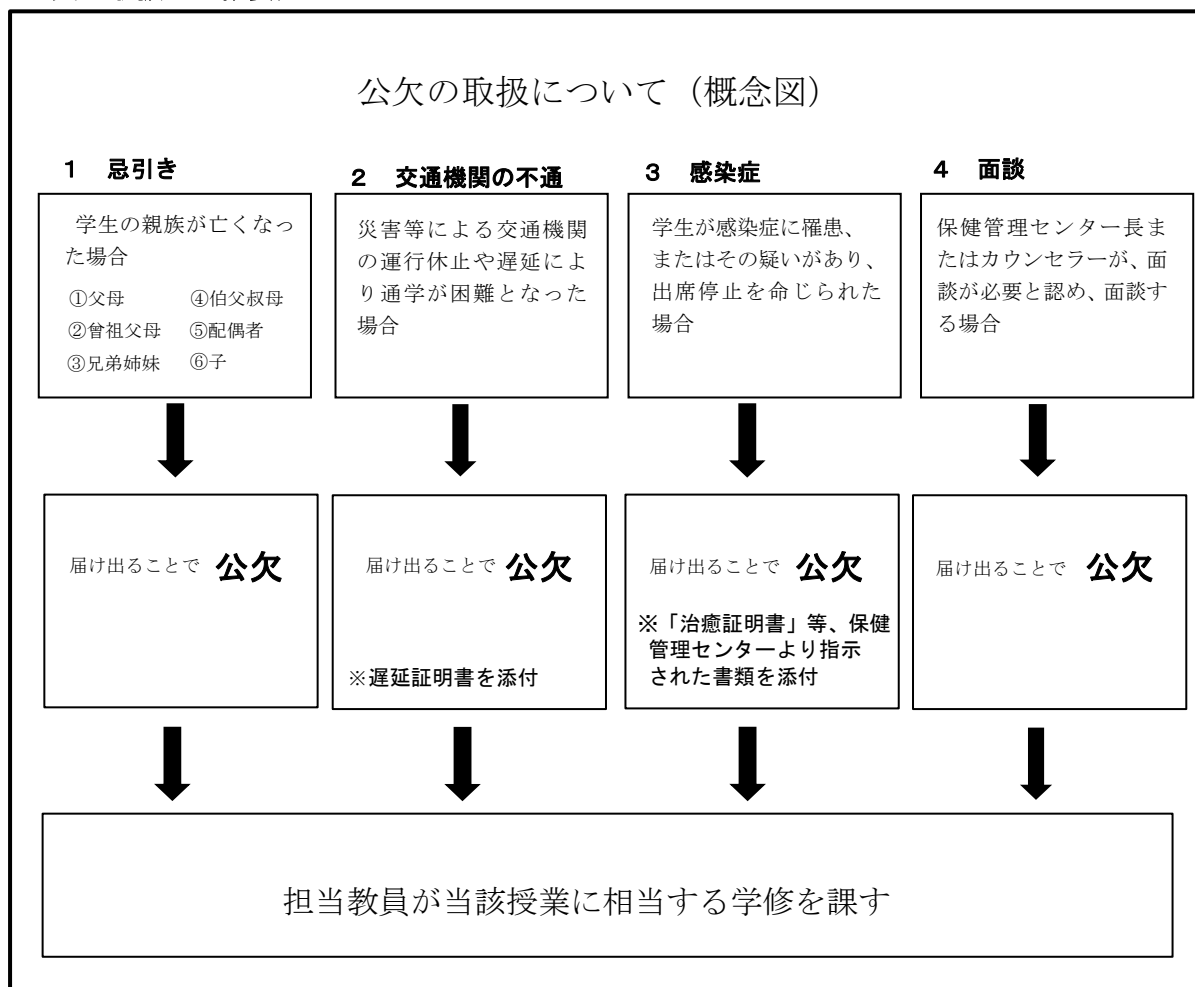 公欠の取扱について（概念図）
１　忌引き
学生の親族が亡くなっ
た場合
①父母　④伯父叔母
②曾祖父母　⑤配偶者
③兄弟姉妹　⑥子
２　交通機関の不通
災害等による交通機関
の運行休止や遅延によ
り通学が困難となった
場合
３　感染症
学生が感染症に罹患、
またはその疑いがあり、
出席停止を命じられた
場合
４　面談
保健管理センター長ま
たはカウンセラーが、面
談が必要と認め、面談す
る場合
届け出ることで 公欠
届け出ることで 公欠
※遅延証明書を添付
届け出ることで 公欠
※「治癒証明書」等、保健
管理センターより指示
された書類を添付
届け出ることで 公欠
担当教員が当該授業に相当する学修を課す